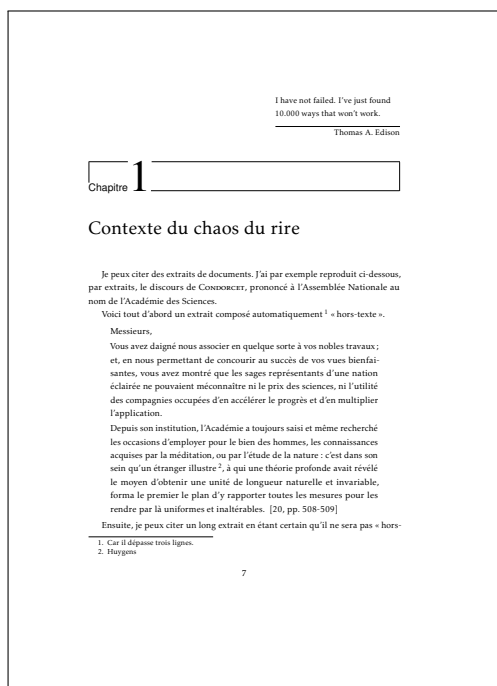 I have not failed. I've just found
10.000 ways that won't work.
Thomas A. Edison
Chapitre 1
Contexte du chaos du rire
Je peux citer des extraits de documents. J'ai par exemple reproduit ci-dessous,
par extraits, le discours de Condorcet, prononcé à l'Assemblée Nationale au
nom de l'Académie des Sciences.
Voici tout d'abord un extrait composé automatiquement 1 « hors-texte ».
Messieurs,
Vous avez daigné nous associer en quelque sorte à vos nobles travaux ;
et, en nous permettant de concourir au succès de vos vues bienfai-
santes, vous avez montré que les sages représentants d'une nation
éclairée ne pouvaient méconnaître ni le prix des sciences, ni l'utilité
des compagnies occupées d'en accélérer le progrès et d'en multiplier
l'application.
Depuis son institution, l'Académie a toujours saisi et même recherché
les occasions d'employer pour le bien des hommes, les connaissances
acquises par la méditation, ou par l'étude de la nature : c'est dans son
sein qu'un étranger illustre 2, à qui une théorie profonde avait révélé
le moyen d'obtenir une unité de longueur naturelle et invariable,
forma le premier le plan d'y rapporter toutes les mesures pour les
rendre par là uniformes et inaltérables. [20, pp. 508-509]
Ensuite, je peux citer un long extrait en étant certain qu'il ne sera pas « hors-
1. Car il dépasse trois lignes.
2. Huygens
7